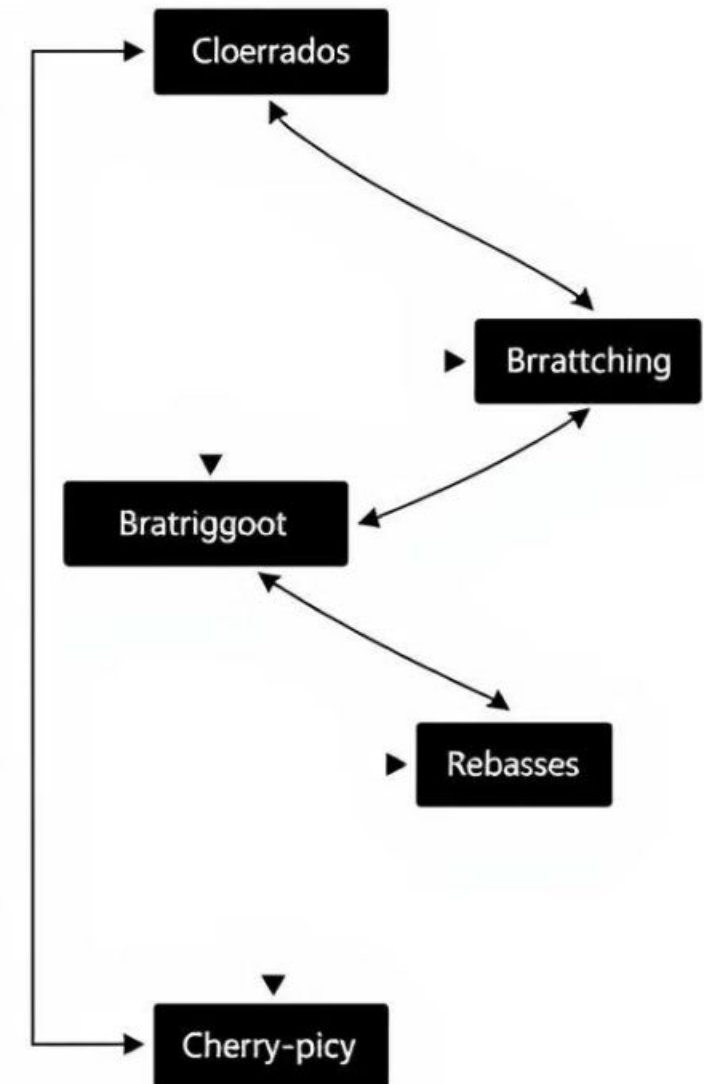 Cloerrados
Brrattching
Bratriggoot
Rebasses
Cherry-picy